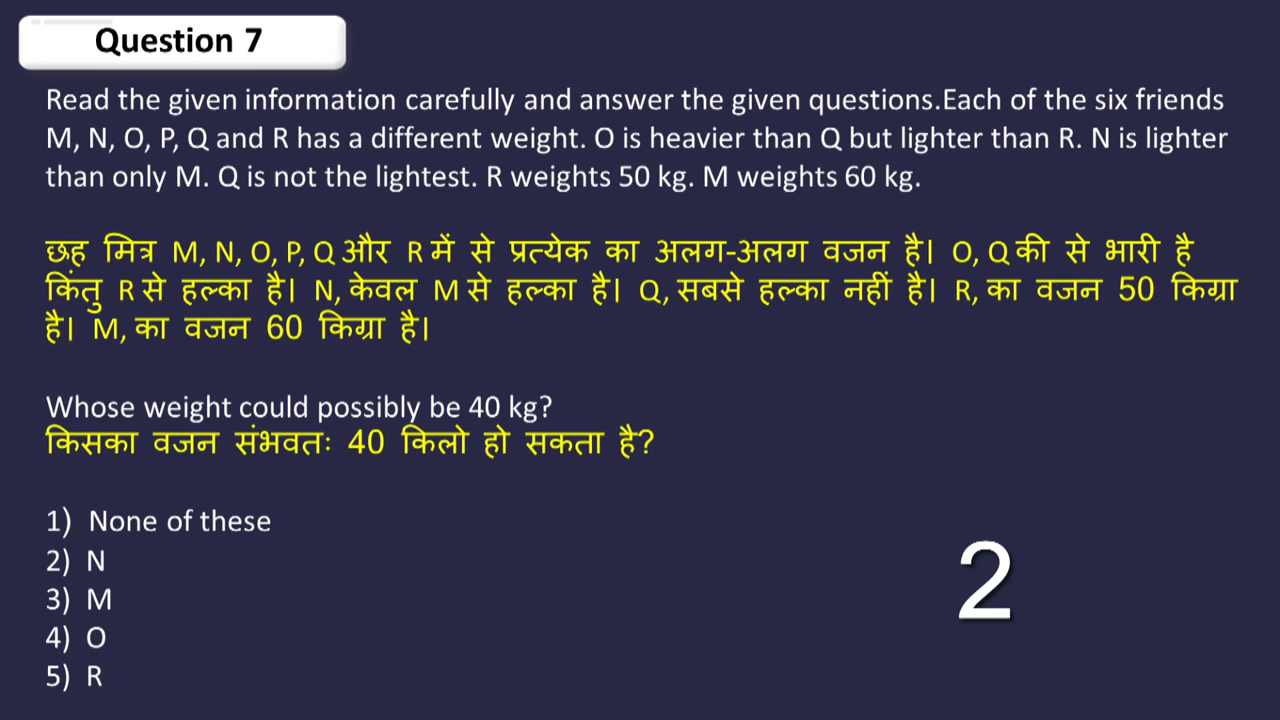 Question 7
Read the given information carefully and answer the given questions.Each of the six friends
M, N, O, P, Q and R has a different weight. O is heavier than Q but lighter than R. N is lighter
than only M. Q is not the lightest. R weights 50 kg. M weights 60 kg.
छह मित्र M, N, O, P, Q और R में से प्रत्येक का अलग-अलग वजन है। O, Q की से भारी है
किंतु R से हल्का है। N, केवल M से हल्का है। Q, सबसे हल्का नहीं है। R, का वजन 50 किग्रा
है। M, का वजन 60 किग्रा है।
Whose weight could possibly be 40 kg?
किसका वजन संभवतः 40 किलो हो सकता है?
1) None of these
2) N
3) M
4) O
5) R
2